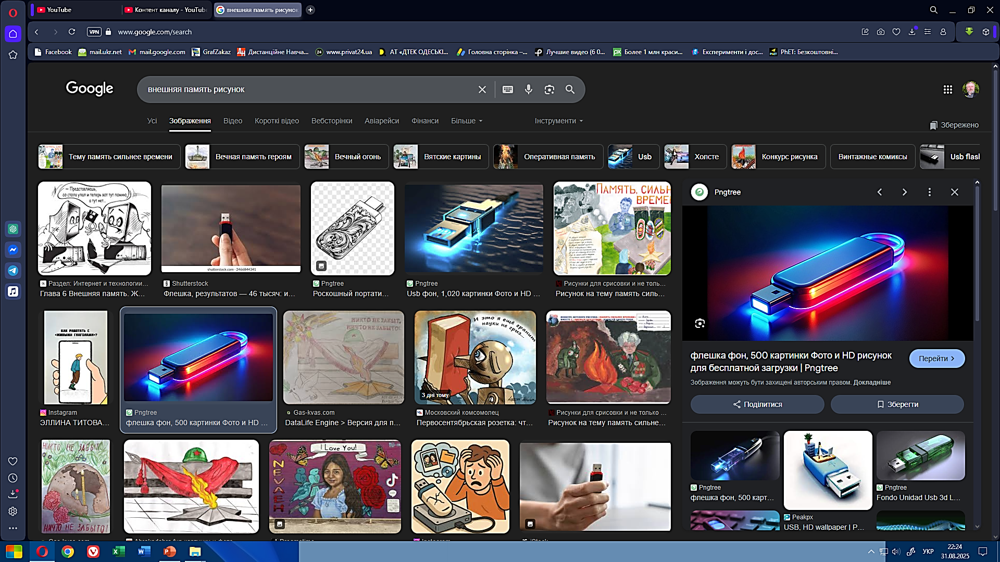 YouTube
Контент каналу - YouTube
внешняя память рисунок
VPN
www.google.com/search
Facebook
mail.ukr.net
mail.google.com
GrafZakaz
Дистанційне Навча...
www.privat24.ua
АТ «ДТЕК ОДЕСЬКІ...
Головна сторінка –...
Лучшие видео (6 0...
Более 1 млн краси...
Експерименти і дос...
PhET: Безкоштовні...
Google
внешняя память рисунок
Усі
Зображення
Відео
Короткі відео
Вебсторінки
Авіарейси
Фінанси
Більше
Інструменти
Збережено
Тему память сильнее времени
Вечная память героям
Вечный огонь
Вятские картины
Оперативная память
Usb
Холсте
Конкурс рисунка
Винтажные комиксы
Usb flash
– Представляешь,
со стола упал и теперь вот тут помню,
а тут нет...
shutterstock.com · 2466844341
ПАМЯТЬ, СИЛЬН
ВРЕМЕН
Раздел: Интернет и технологии...
Глава 6 Внешняя память. Ж...
Shutterstock
Флешка, результатов — 46 тысяч: и...
Pngtree
Роскошный портати...
Pngtree
Usb фон, 1,020 картинки Фото и HD ...
Рисунки для срисовки и не толь...
Рисунок на тему память силь...
КАК РАБОТАТЬ С
«ЖИВЫМИ ГЛАГОЛАМИ»?
НИКТО НЕ ЗАБЫТ,
НИЧТО НЕ ЗАБЫТО!
И это я ещё гранит
науки не грыз...
3 дні тому
Instagram
ЭЛЛИНА ТИТОВА...
Pngtree
флешка фон, 500 картинки Фото и HD ...
Gas-kvas.com
DataLife Engine > Версия для п...
Московский комсомолец
Первосентябрьская розетка: чт...
Рисунки для срисовки и не только ...
Рисунок на тему память сильне...
НИКТО НЕ ЗАБЫТ,
НИЧТО НЕ ЗАБЫТО!
I Love You!
NEVAEH
Pngtree
флешка фон, 500 картинки Фото и HD рисунок
для бесплатной загрузки | Pngtree
Перейти
Зображення можуть бути захищені авторським правом. Докладніше
Поділитися
Зберегти
Pngtree
флешка фон, 500 карт...
Peakpx
USB, HD wallpaper | P...
Pngtree
Fondo Unidad Usb 3d L...
УКР
22:24
31.08.2025